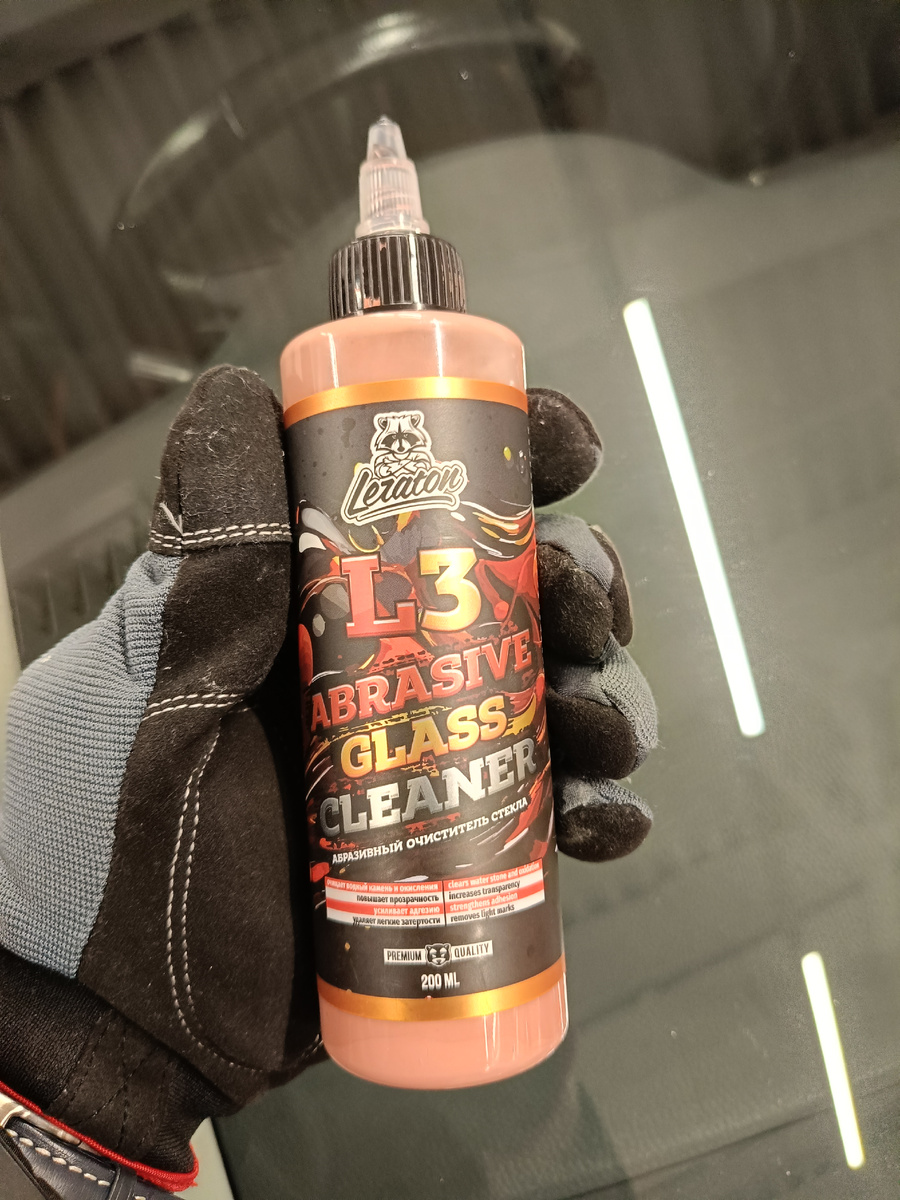 Leraton
L3
ABRASIVE
GLASS
CLEANER
АБРАЗИВНЫЙ ОЧИСТИТЕЛЬ СТЕКЛА
очищает водный камень и окисления
повышает прозрачность
усиливает адгезию
удаляет легкие затертости
clears water stone and oxidation
increases transparency
strengthens adhesion
removes light marks
PREMIUM QUALITY
200 ML